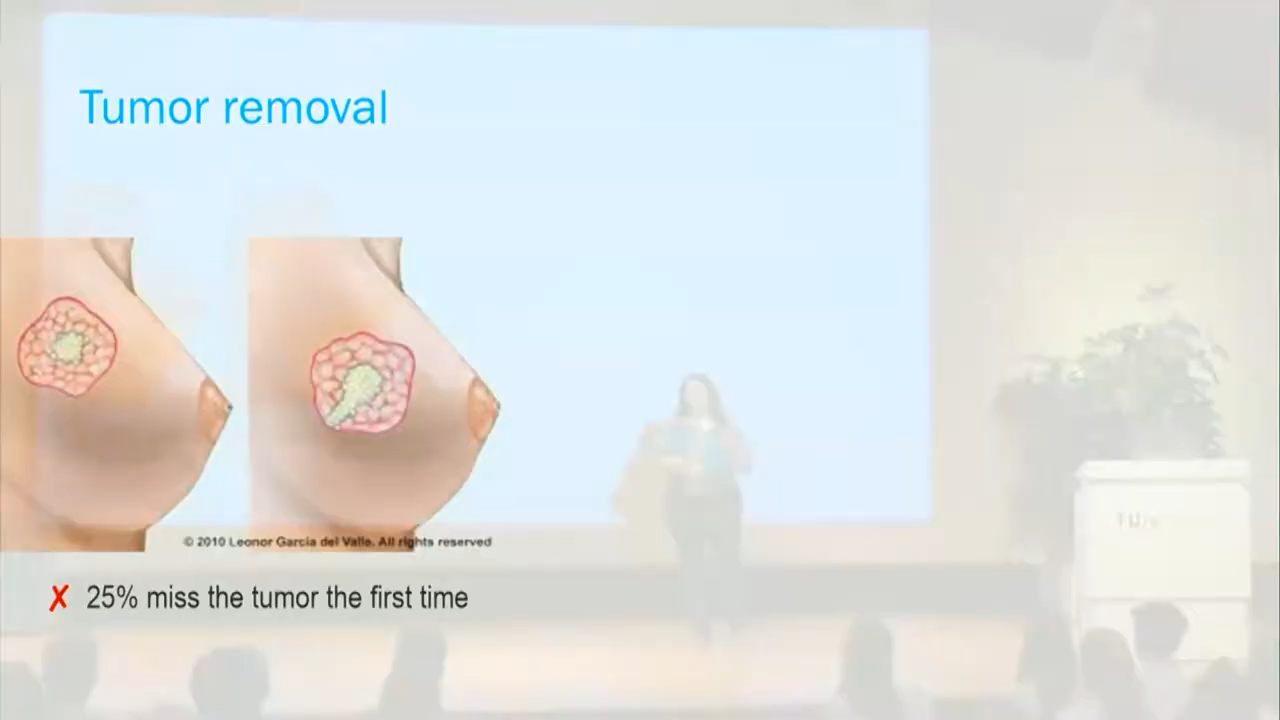 Tumor removal
© 2010 Leonor Garcia del Valle. All rights reserved
✗ 25% miss the tumor the first time